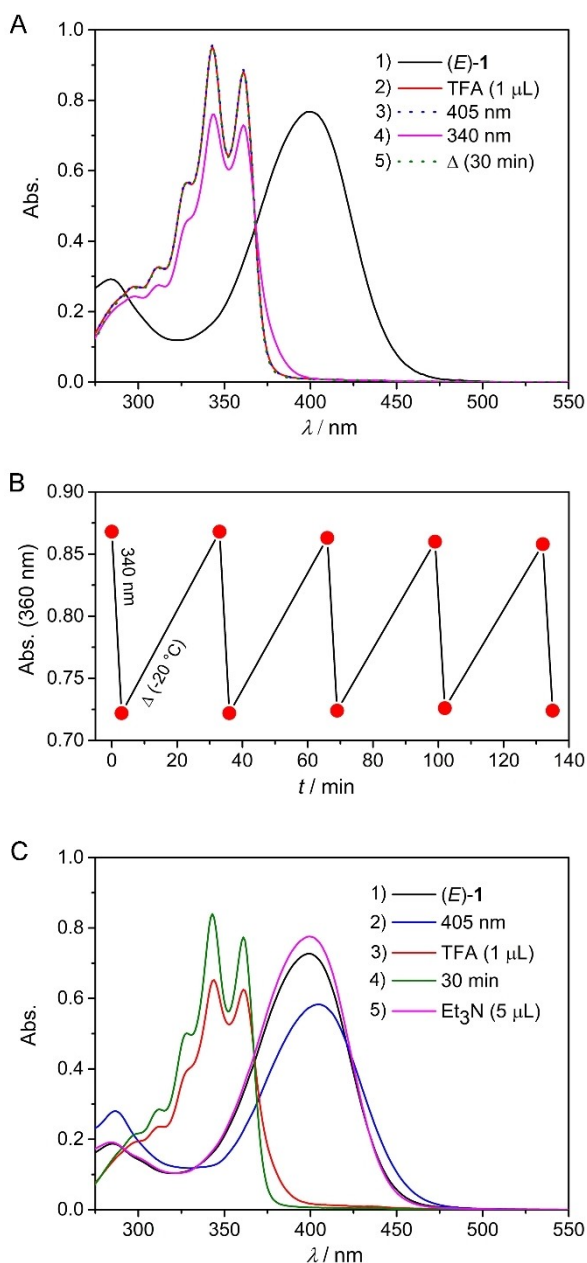 A
1) (E)-1
2) TFA (1 μL)
3) 405 nm
4) 340 nm
5) Δ (30 min)
Abs.
1.0
0.8
0.6
0.4
0.2
0.0
300 350 400 450 500 550
λ / nm
B
Abs. (360 nm)
0.90
0.85
0.80
0.75
0.70
340 nm
Δ (-20 °C)
0 20 40 60 80 100 120 140
t / min
C
1) (E)-1
2) 405 nm
3) TFA (1 μL)
4) 30 min
5) Et₃N (5 μL)
Abs.
1.0
0.8
0.6
0.4
0.2
0.0
300 350 400 450 500 550
λ / nm